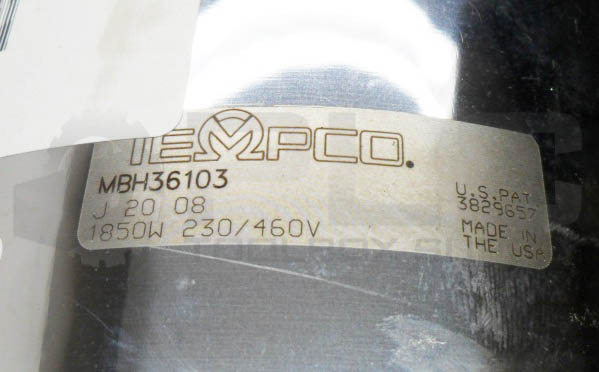 TEMPCO.
MBH36103
J 20 08
1850W 230/460V
U.S. PAT
3829657
MADE IN
THE USA